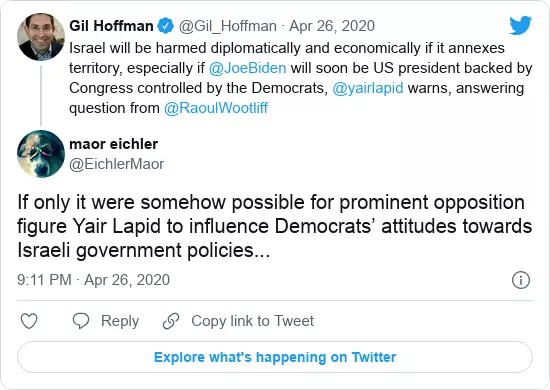 Gil Hoffman @Gil_Hoffman · Apr 26, 2020
Israel will be harmed diplomatically and economically if it annexes
territory, especially if @JoeBiden will soon be US president backed by
Congress controlled by the Democrats, @yairlapid warns, answering
question from @RaoulWootliff
maor eichler
@EichlerMaor
If only it were somehow possible for prominent opposition
figure Yair Lapid to influence Democrats’ attitudes towards
Israeli government policies...
9:11 PM · Apr 26, 2020
Reply Copy link to Tweet
Explore what's happening on Twitter